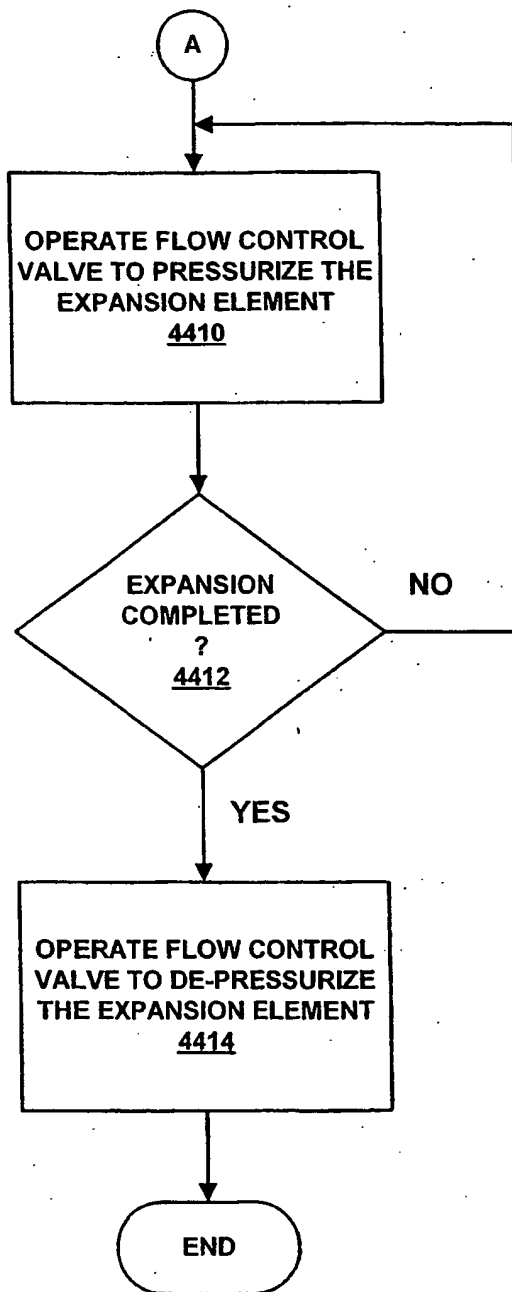 A
OPERATE FLOW CONTROL
VALVE TO PRESSURIZE THE
EXPANSION ELEMENT
4410
EXPANSION
COMPLETED
?
4412
NO
YES
OPERATE FLOW CONTROL
VALVE TO DE-PRESSURIZE
THE EXPANSION ELEMENT
4414
END